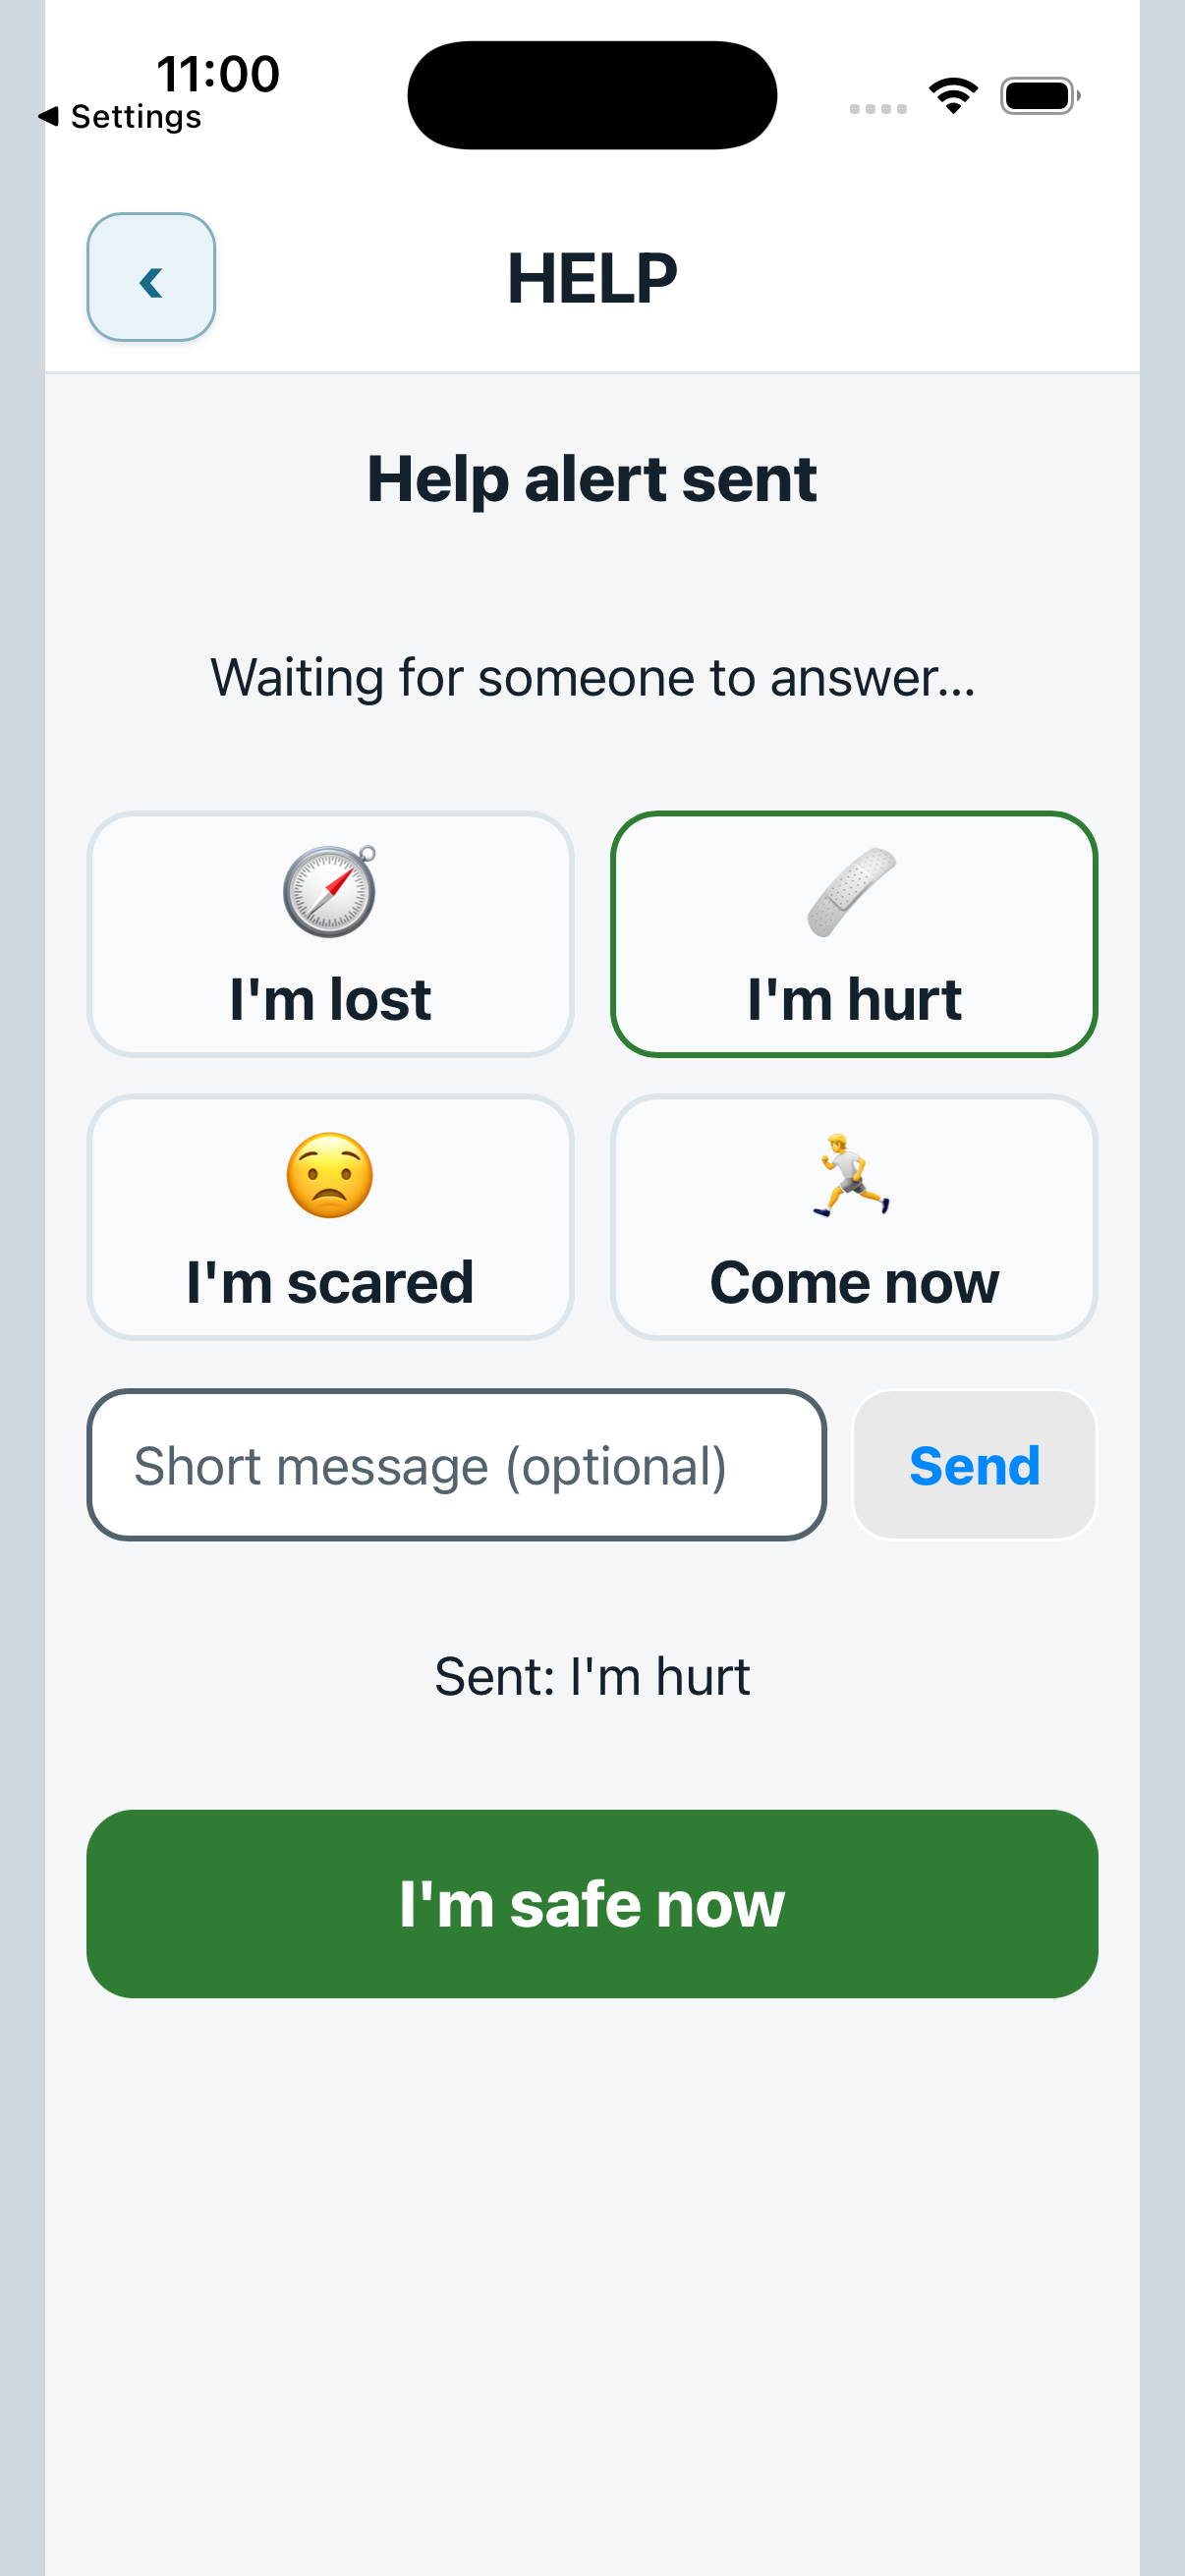 11:00
◀ Settings
‹
HELP
Help alert sent
Waiting for someone to answer...
I'm lost
I'm hurt
I'm scared
Come now
Short message (optional)
Send
Sent: I'm hurt
I'm safe now